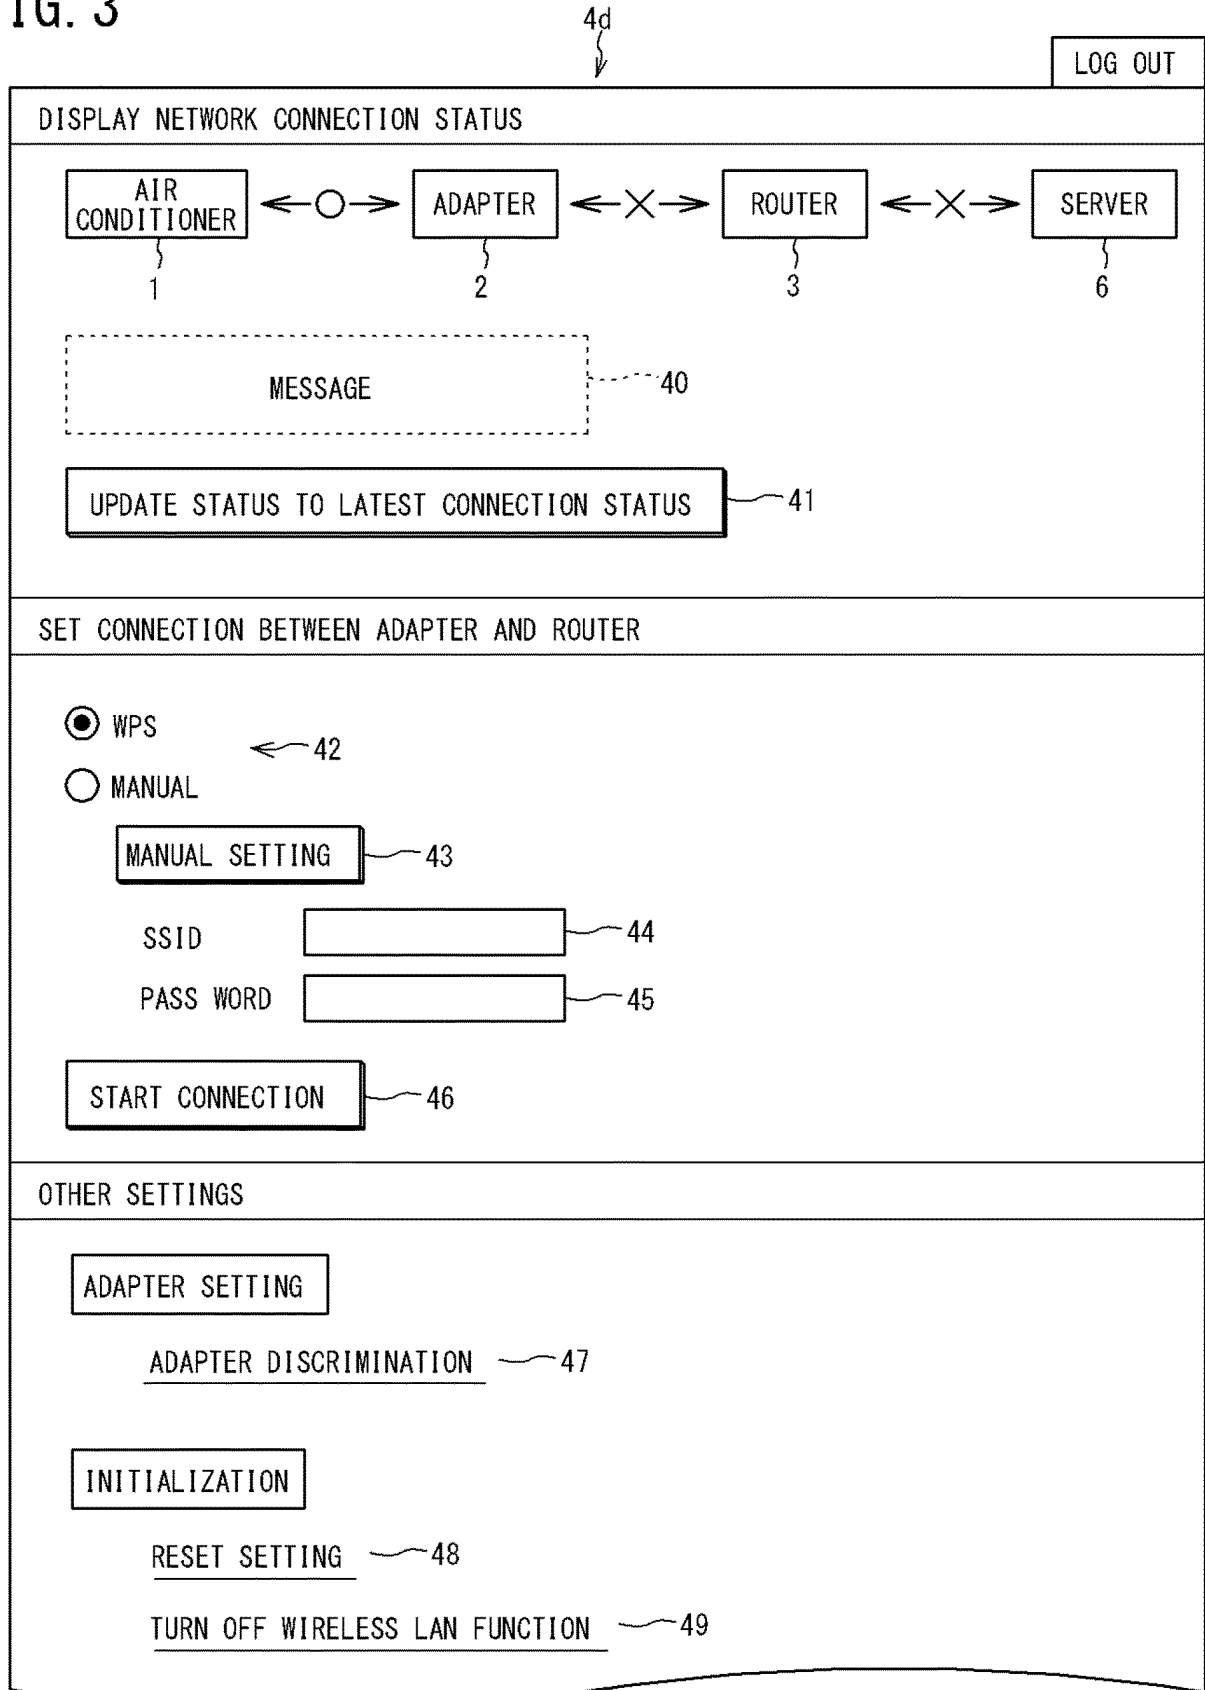 IG. 3
4d
LOG OUT
DISPLAY NETWORK CONNECTION STATUS
AIR CONDITIONER
ADAPTER
ROUTER
SERVER
1
2
3
6
MESSAGE
40
UPDATE STATUS TO LATEST CONNECTION STATUS
41
SET CONNECTION BETWEEN ADAPTER AND ROUTER
WPS
42
MANUAL
MANUAL SETTING
43
SSID
44
PASS WORD
45
START CONNECTION
46
OTHER SETTINGS
ADAPTER SETTING
ADAPTER DISCRIMINATION
47
INITIALIZATION
RESET SETTING
48
TURN OFF WIRELESS LAN FUNCTION
49